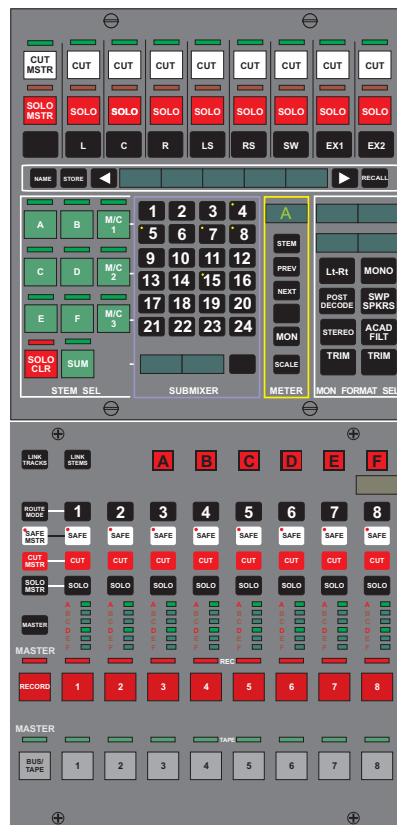 CUT MSTR CUT CUT CUT CUT CUT CUT CUT CUT
SOLO MSTR SOLO SOLO SOLO SOLO SOLO SOLO SOLO SOLO
L C R LS RS SW EX1 EX2
NAME STORE RECALL
A B M/C 1
C D M/C 2
E F M/C 3
SOLO CLR SUM
STEM SEL
1 2 3 4
5 6 7 8
9 10 11 12
13 14 15 16
17 18 19 20
21 22 23 24
SUBMIXER
A
STEM
PREV
NEXT
MON
SCALE
METER
Lt-Rt MONO
POST DECODE SWP SPKRS
STEREO ACAD FILT
TRIM TRIM
MON FORMAT SEL
LINK TRACKS LINK STEMS A B C D E F
ROUTE MODE 1 2 3 4 5 6 7 8
SAFE MSTR SAFE SAFE SAFE SAFE SAFE SAFE SAFE SAFE
CUT MSTR CUT CUT CUT CUT CUT CUT CUT CUT
SOLO MSTR SOLO SOLO SOLO SOLO SOLO SOLO SOLO SOLO
A A A A A A A A
B B B B B B B B
C C C C C C C C
MASTER D D D D D D D D
E E E E E E E E
F F F F F F F F
MASTER
REC
RECORD 1 2 3 4 5 6 7 8
MASTER
TAPE
BUS/ TAPE 1 2 3 4 5 6 7 8